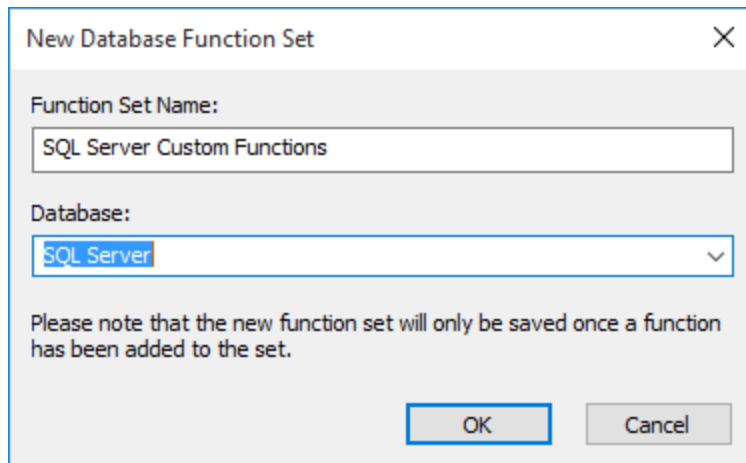 New Database Function Set
Function Set Name:
SQL Server Custom Functions
Database:
SQL Server
Please note that the new function set will only be saved once a function
has been added to the set.
OK Cancel